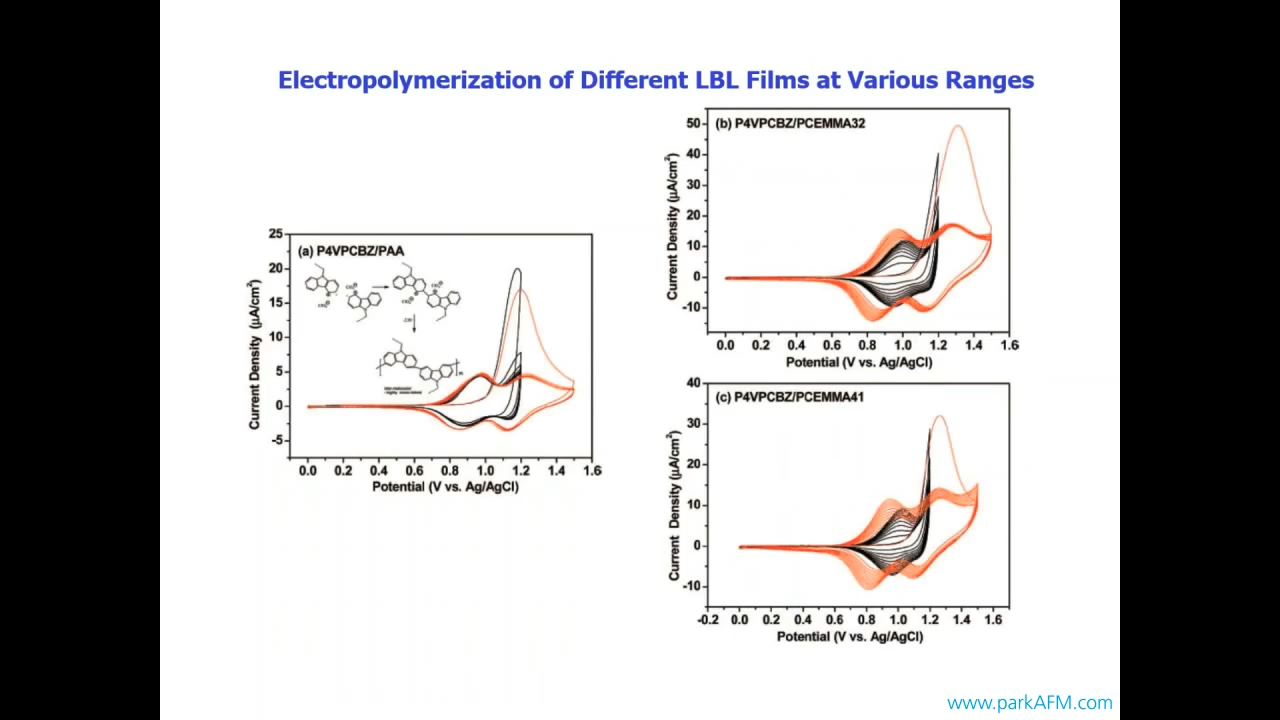 Electropolymerization of Different LBL Films at Various Ranges
(a) P4VPCBZ/PAA
Current Density (μA/cm²)
25
20
15
10
5
0
-5
0.0 0.2 0.4 0.6 0.8 1.0 1.2 1.4 1.6
Potential (V vs. Ag/AgCl)
(b) P4VPCBZ/PCEMMA32
Current Density (μA/cm²)
50
40
30
20
10
0
-10
0.0 0.2 0.4 0.6 0.8 1.0 1.2 1.4 1.6
Potential (V vs. Ag/AgCl)
(c) P4VPCBZ/PCEMMA41
Current Density (μA/cm²)
40
30
20
10
0
-10
-0.2 0.0 0.2 0.4 0.6 0.8 1.0 1.2 1.4 1.6
Potential (V vs. Ag/AgCl)
www.parkAFM.com